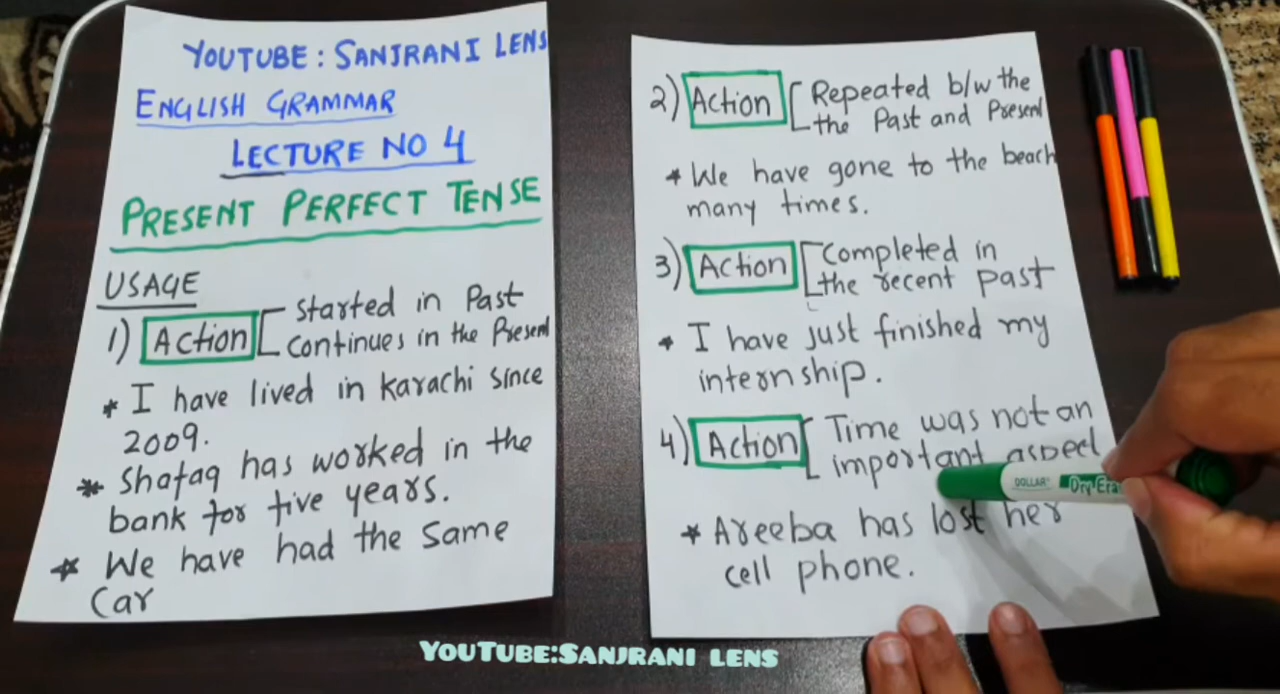 YOUTUBE : SANJRANI LENS
ENGLISH GRAMMAR
LECTURE NO 4
PRESENT PERFECT TENSE
USAGE
1) Action [ Started in Past
continues in the Present
* I have lived in karachi since
2009.
* Shafaq has worked in the
bank for five years.
* We have had the Same
Car
2) Action [ Repeated b/w the
the Past and Present
* We have gone to the beach
many times.
3) Action [ Completed in
the recent past
* I have just finished my
internship.
4) Action [ Time was not an
important aspect
* Areeba has lost her
cell phone.
DOLLAR
Dry Era
YOUTUBE:SANJRANI LENS